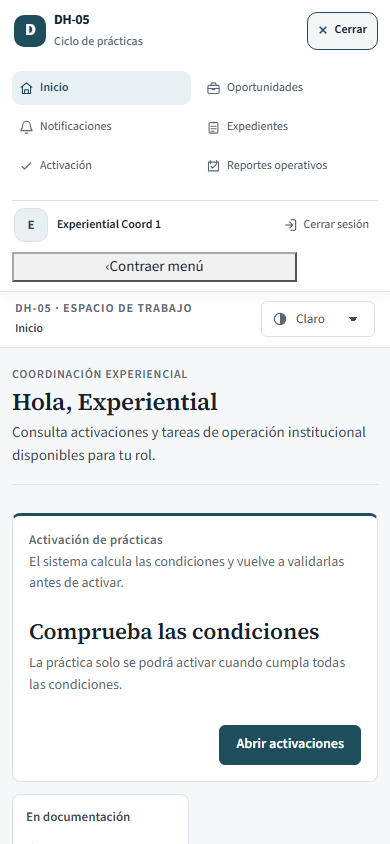 D
DH-05
Ciclo de prácticas
× Cerrar
Inicio
Oportunidades
Notificaciones
Expedientes
Activación
Reportes operativos
E
Experiential Coord 1
Cerrar sesión
‹Contraer menú
DH-05 · ESPACIO DE TRABAJO
Inicio
Claro
COORDINACIÓN EXPERIENCIAL
Hola, Experiential
Consulta activaciones y tareas de operación institucional
disponibles para tu rol.
Activación de prácticas
El sistema calcula las condiciones y vuelve a validarlas
antes de activar.
Comprueba las condiciones
La práctica solo se podrá activar cuando cumpla todas
las condiciones.
Abrir activaciones
En documentación